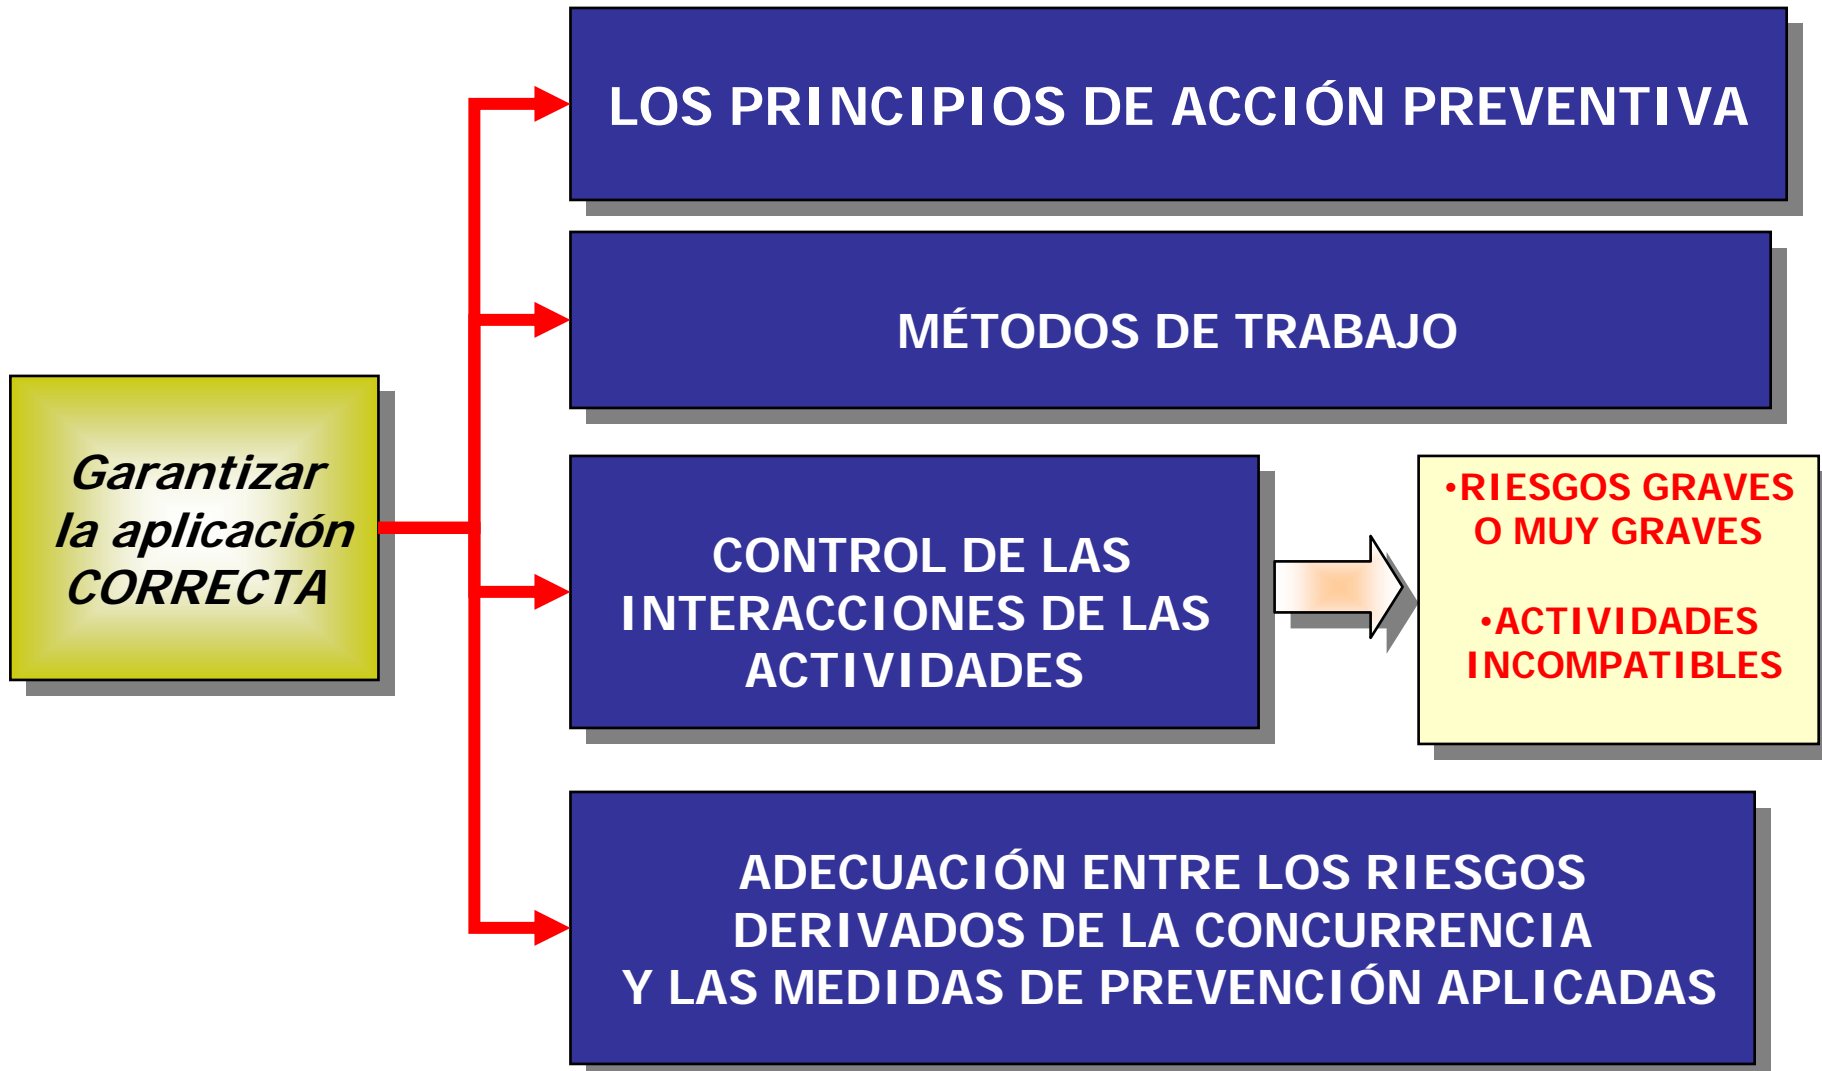 Garantizar
la aplicación
CORRECTA
LOS PRINCIPIOS DE ACCIÓN PREVENTIVA
MÉTODOS DE TRABAJO
CONTROL DE LAS
INTERACCIONES DE LAS
ACTIVIDADES
•RIESGOS GRAVES
O MUY GRAVES
•ACTIVIDADES
INCOMPATIBLES
ADECUACIÓN ENTRE LOS RIESGOS
DERIVADOS DE LA CONCURRENCIA
Y LAS MEDIDAS DE PREVENCIÓN APLICADAS